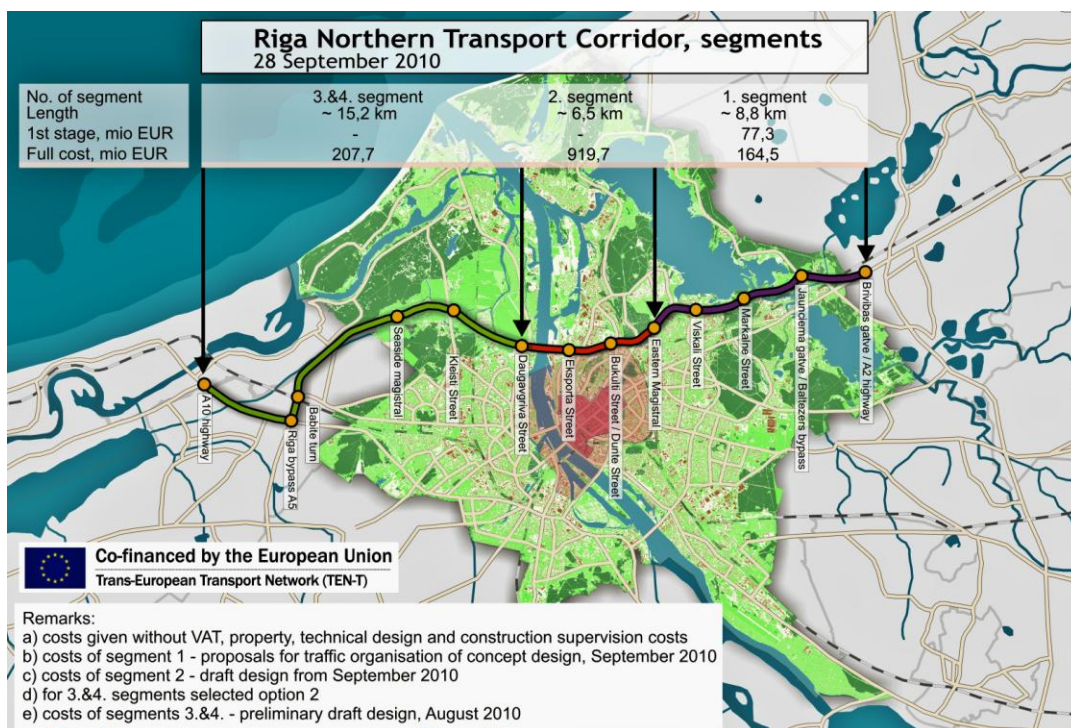 Riga Northern Transport Corridor, segments
28 September 2010
No. of segment 3.&4. segment 2. segment 1. segment
Length ~ 15,2 km ~ 6,5 km ~ 8,8 km
1st stage, mio EUR - - 77,3
Full cost, mio EUR 207,7 919,7 164,5
A10 highway
Riga bypass A5
Babite turn
Seaside magistral
Kleisti Street
Daugavgriva Street
Eksporta Street
Bukulti Street / Dunte Street
Eastern Magistral
Viskali Street
Markalne Street
Jaunciema gatve / Baltezers bypass
Brivibas gatve / A2 highway
Co-financed by the European Union
Trans-European Transport Network (TEN-T)
Remarks:
a) costs given without VAT, property, technical design and construction supervision costs
b) costs of segment 1 - proposals for traffic organisation of concept design, September 2010
c) costs of segment 2 - draft design from September 2010
d) for 3.&4. segments selected option 2
e) costs of segments 3.&4. - preliminary draft design, August 2010